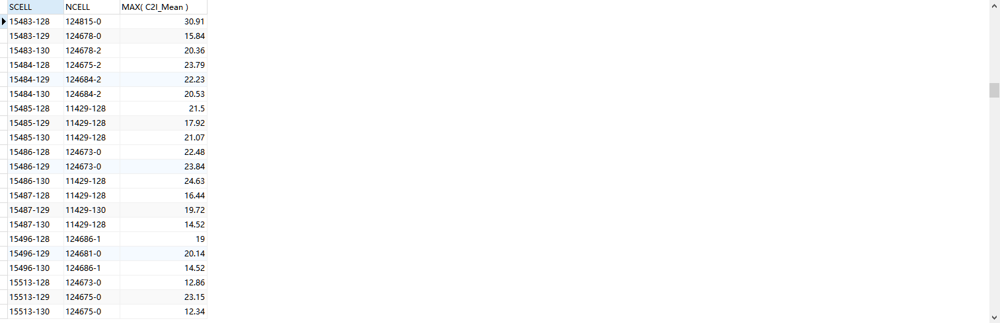 SCELL NCELL MAX( C2I_Mean )
15483-128 124815-0 30.91
15483-129 124678-0 15.84
15483-130 124678-2 20.36
15484-128 124675-2 23.79
15484-129 124684-2 22.23
15484-130 124684-2 20.53
15485-128 11429-128 21.5
15485-129 11429-128 17.92
15485-130 11429-128 21.07
15486-128 124673-0 22.48
15486-129 124673-0 23.84
15486-130 11429-128 24.63
15487-128 11429-128 16.44
15487-129 11429-130 19.72
15487-130 11429-128 14.52
15496-128 124686-1 19
15496-129 124681-0 20.14
15496-130 124686-1 14.52
15513-128 124673-0 12.86
15513-129 124675-0 23.15
15513-130 124675-0 12.34